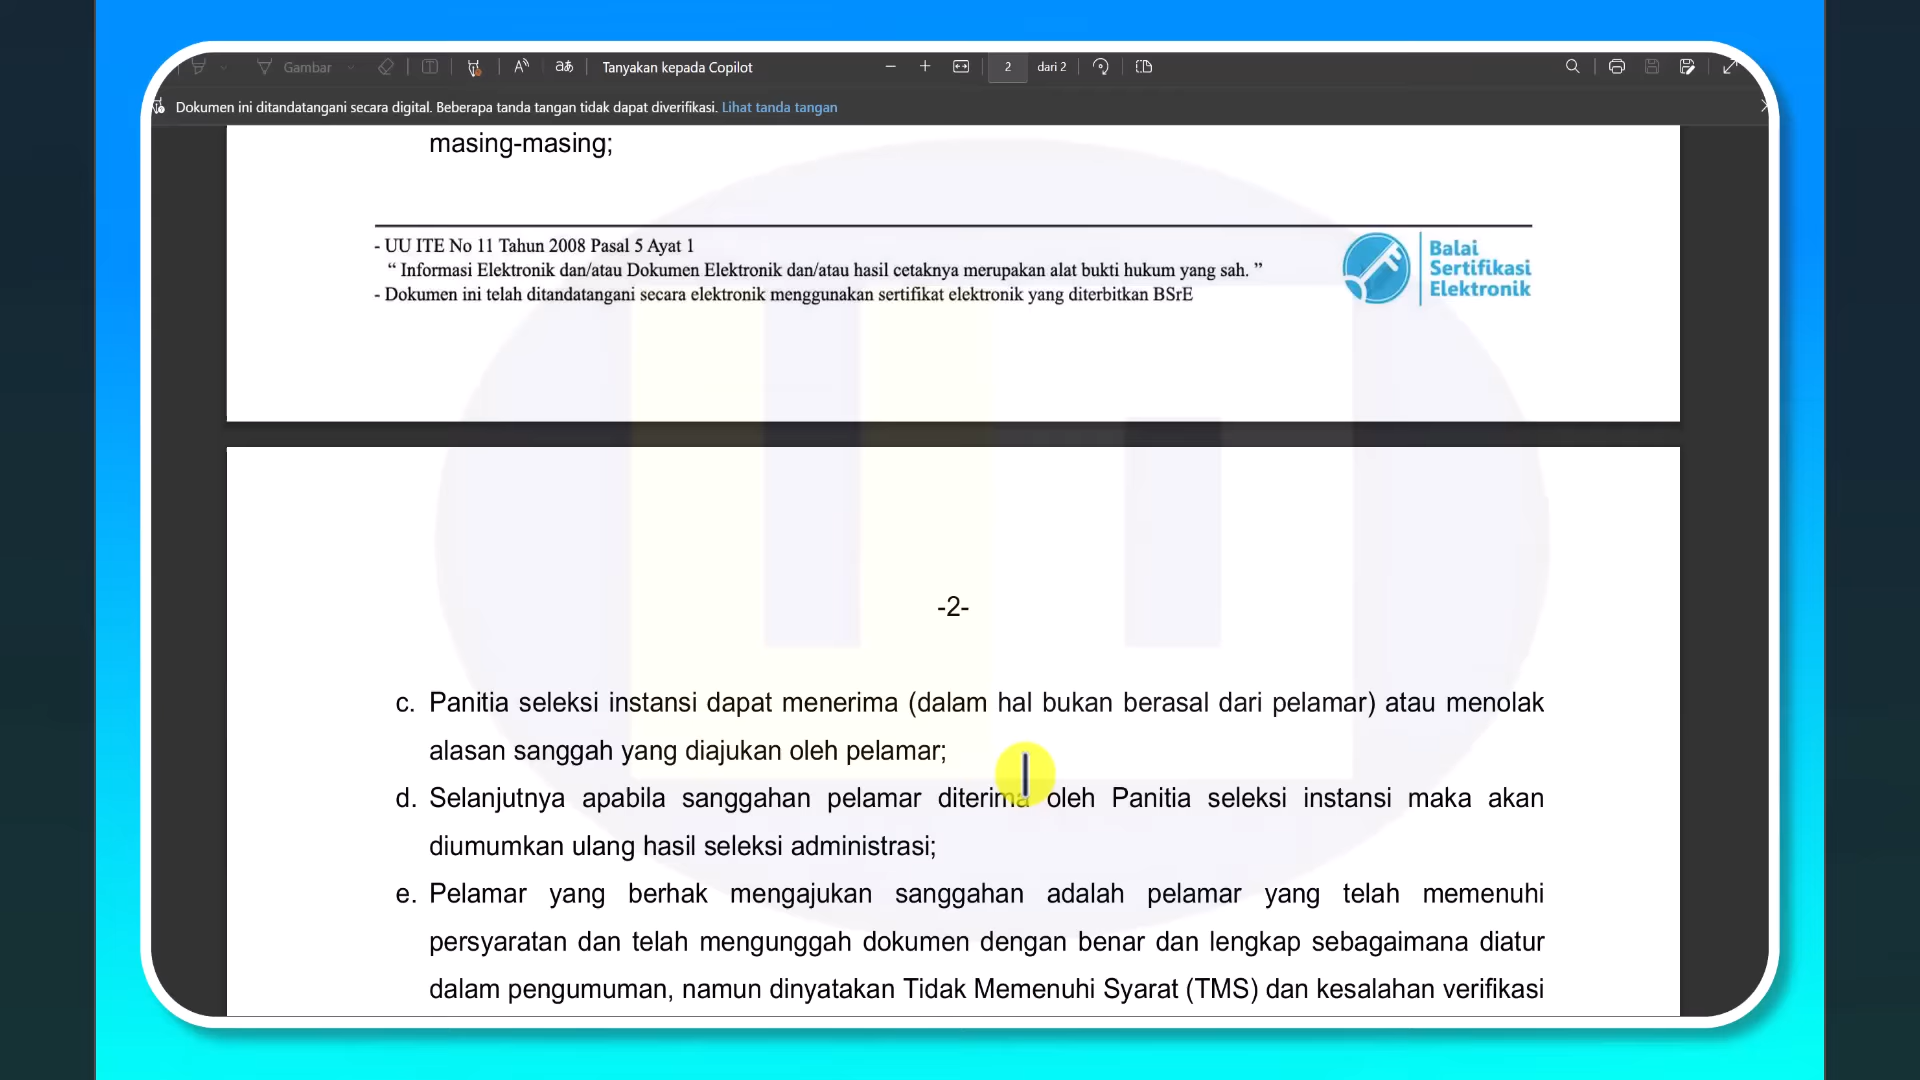 Gambar
Tanyakan kepada Copilot
2
dari 2
Dokumen ini ditandatangani secara digital. Beberapa tanda tangan tidak dapat diverifikasi. Lihat tanda tangan
masing-masing;
- UU ITE No 11 Tahun 2008 Pasal 5 Ayat 1
“ Informasi Elektronik dan/atau Dokumen Elektronik dan/atau hasil cetaknya merupakan alat bukti hukum yang sah. ”
- Dokumen ini telah ditandatangani secara elektronik menggunakan sertifikat elektronik yang diterbitkan BSrE
Balai
Sertifikasi
Elektronik
-2-
c. Panitia seleksi instansi dapat menerima (dalam hal bukan berasal dari pelamar) atau menolak
alasan sanggah yang diajukan oleh pelamar;
d. Selanjutnya apabila sanggahan pelamar diterima oleh Panitia seleksi instansi maka akan
diumumkan ulang hasil seleksi administrasi;
e. Pelamar yang berhak mengajukan sanggahan adalah pelamar yang telah memenuhi
persyaratan dan telah mengunggah dokumen dengan benar dan lengkap sebagaimana diatur
dalam pengumuman, namun dinyatakan Tidak Memenuhi Syarat (TMS) dan kesalahan verifikasi